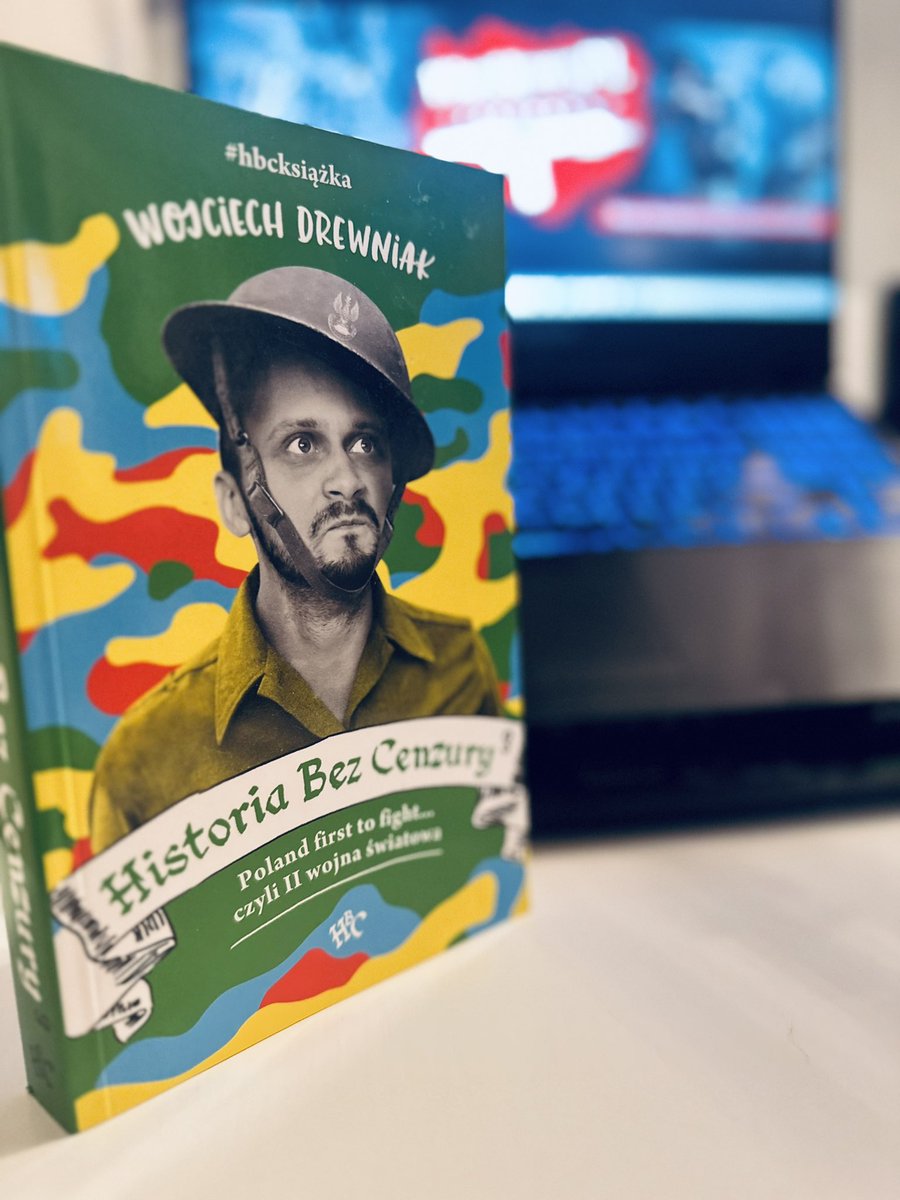 #hbcksiążka
WOJCIECH DREWNIAK
Historia Bez Cenzury
Poland first to fight...
czyli II wojna światowa
HBC
Bez Cenzury